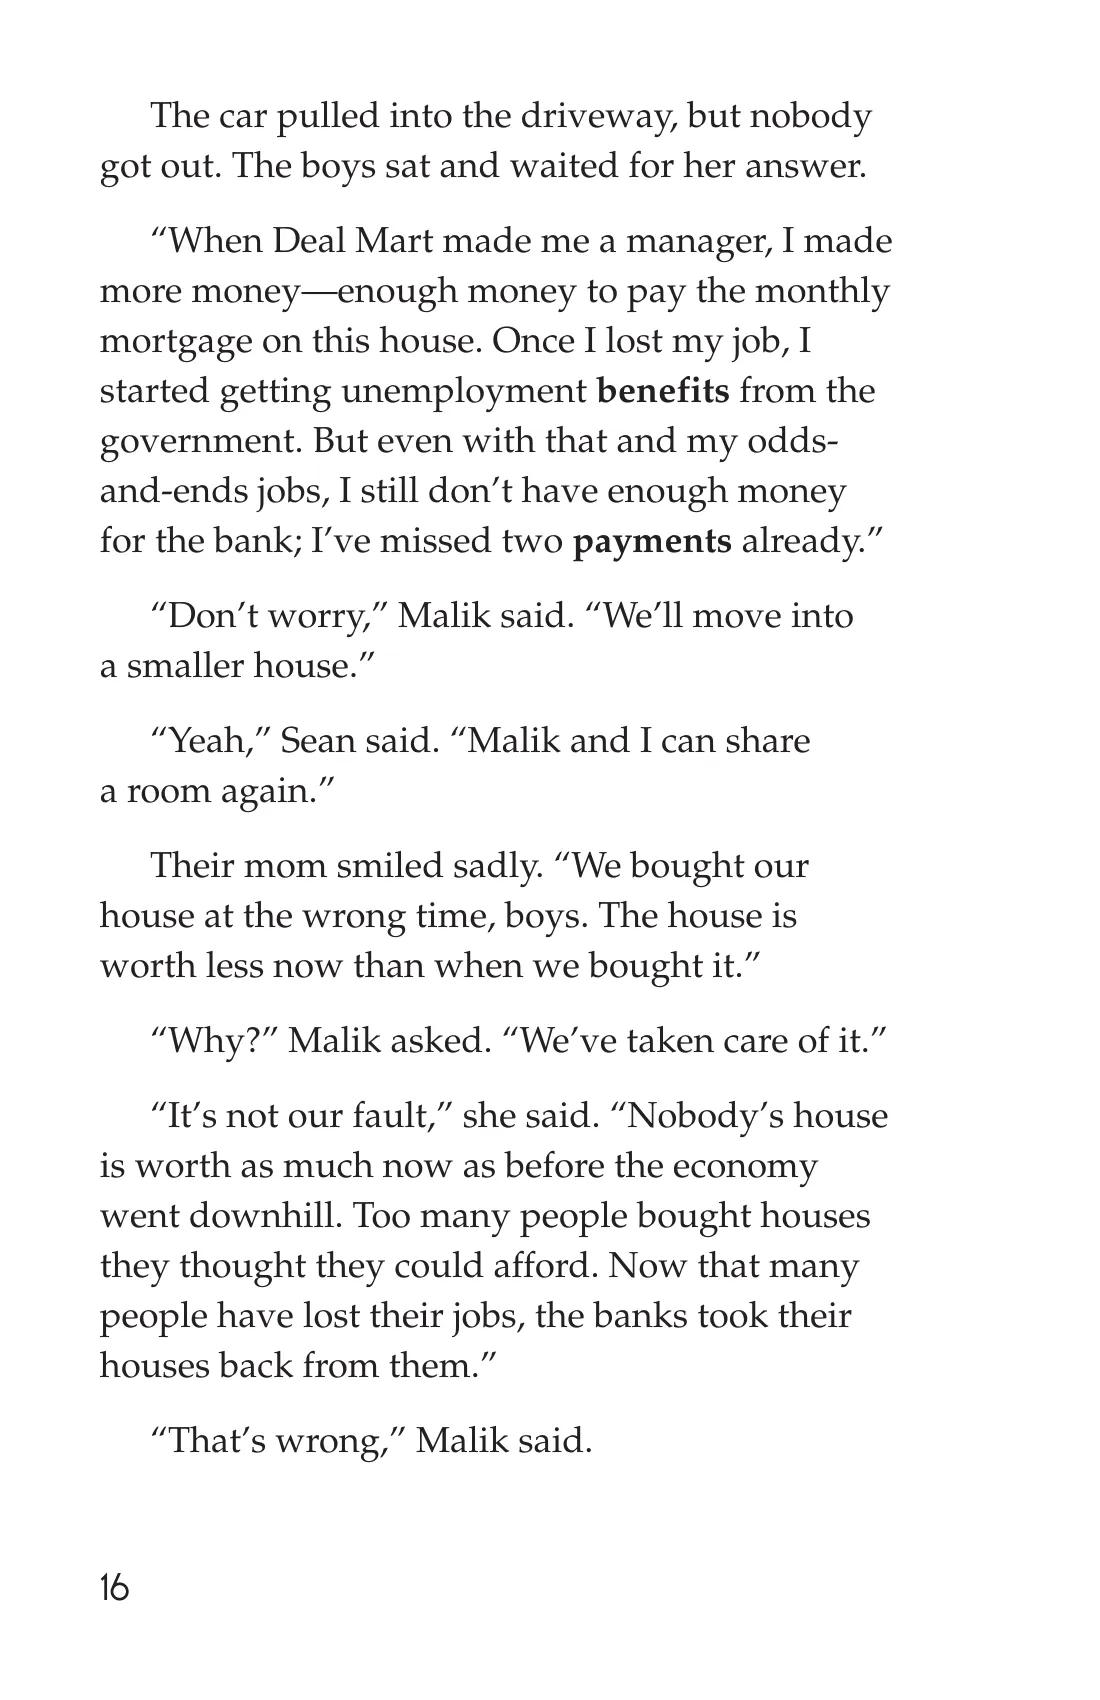 The car pulled into the driveway, but nobody
got out. The boys sat and waited for her answer.
“When Deal Mart made me a manager, I made
more money—enough money to pay the monthly
mortgage on this house. Once I lost my job, I
started getting unemployment benefits from the
government. But even with that and my odds-
and-ends jobs, I still don’t have enough money
for the bank; I’ve missed two payments already.”
“Don’t worry,” Malik said. “We’ll move into
a smaller house.”
“Yeah,” Sean said. “Malik and I can share
a room again.”
Their mom smiled sadly. “We bought our
house at the wrong time, boys. The house is
worth less now than when we bought it.”
“Why?” Malik asked. “We’ve taken care of it.”
“It’s not our fault,” she said. “Nobody’s house
is worth as much now as before the economy
went downhill. Too many people bought houses
they thought they could afford. Now that many
people have lost their jobs, the banks took their
houses back from them.”
“That’s wrong,” Malik said.
16